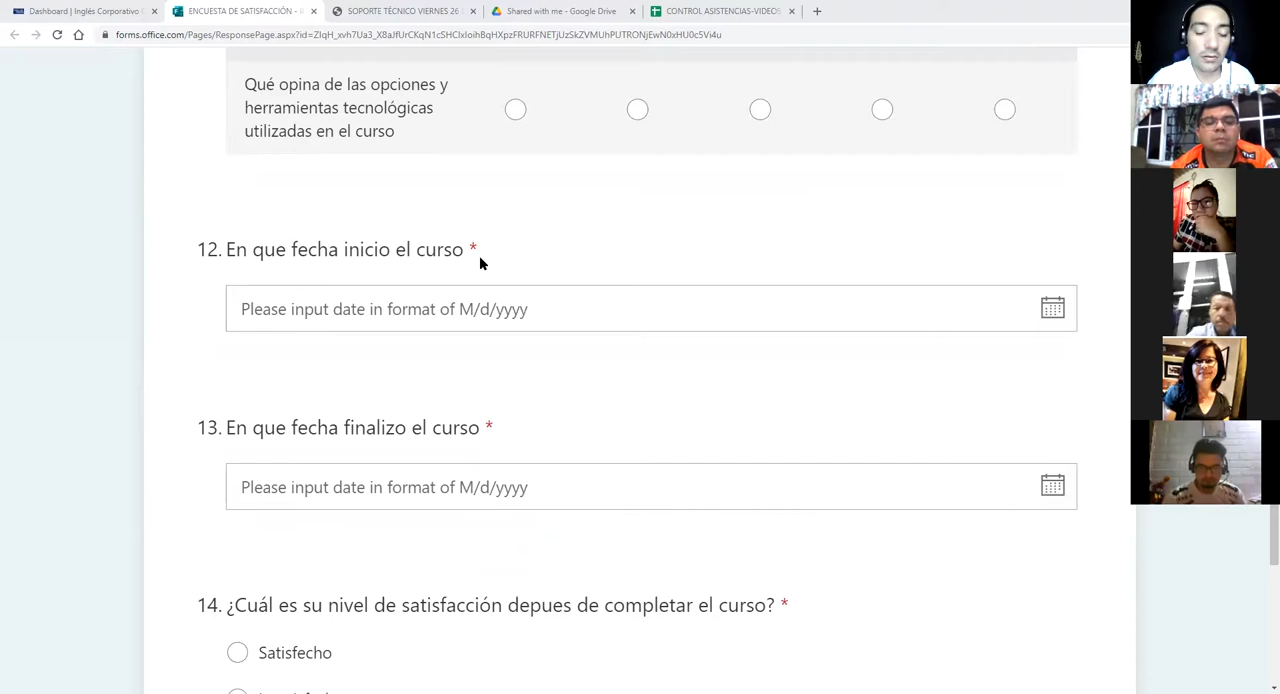 Dashboard | Inglés Corporativo
ENCUESTA DE SATISFACCIÓN -
SOPORTE TÉCNICO VIERNES 26
Shared with me - Google Drive
CONTROL ASISTENCIAS-VIDEOS
forms.office.com/Pages/ResponsePage.aspx?id=
Qué opina de las opciones y
herramientas tecnológicas
utilizadas en el curso
12. En que fecha inicio el curso *
Please input date in format of M/d/yyyy
13. En que fecha finalizo el curso *
Please input date in format of M/d/yyyy
14. ¿Cuál es su nivel de satisfacción depues de completar el curso? *
Satisfecho